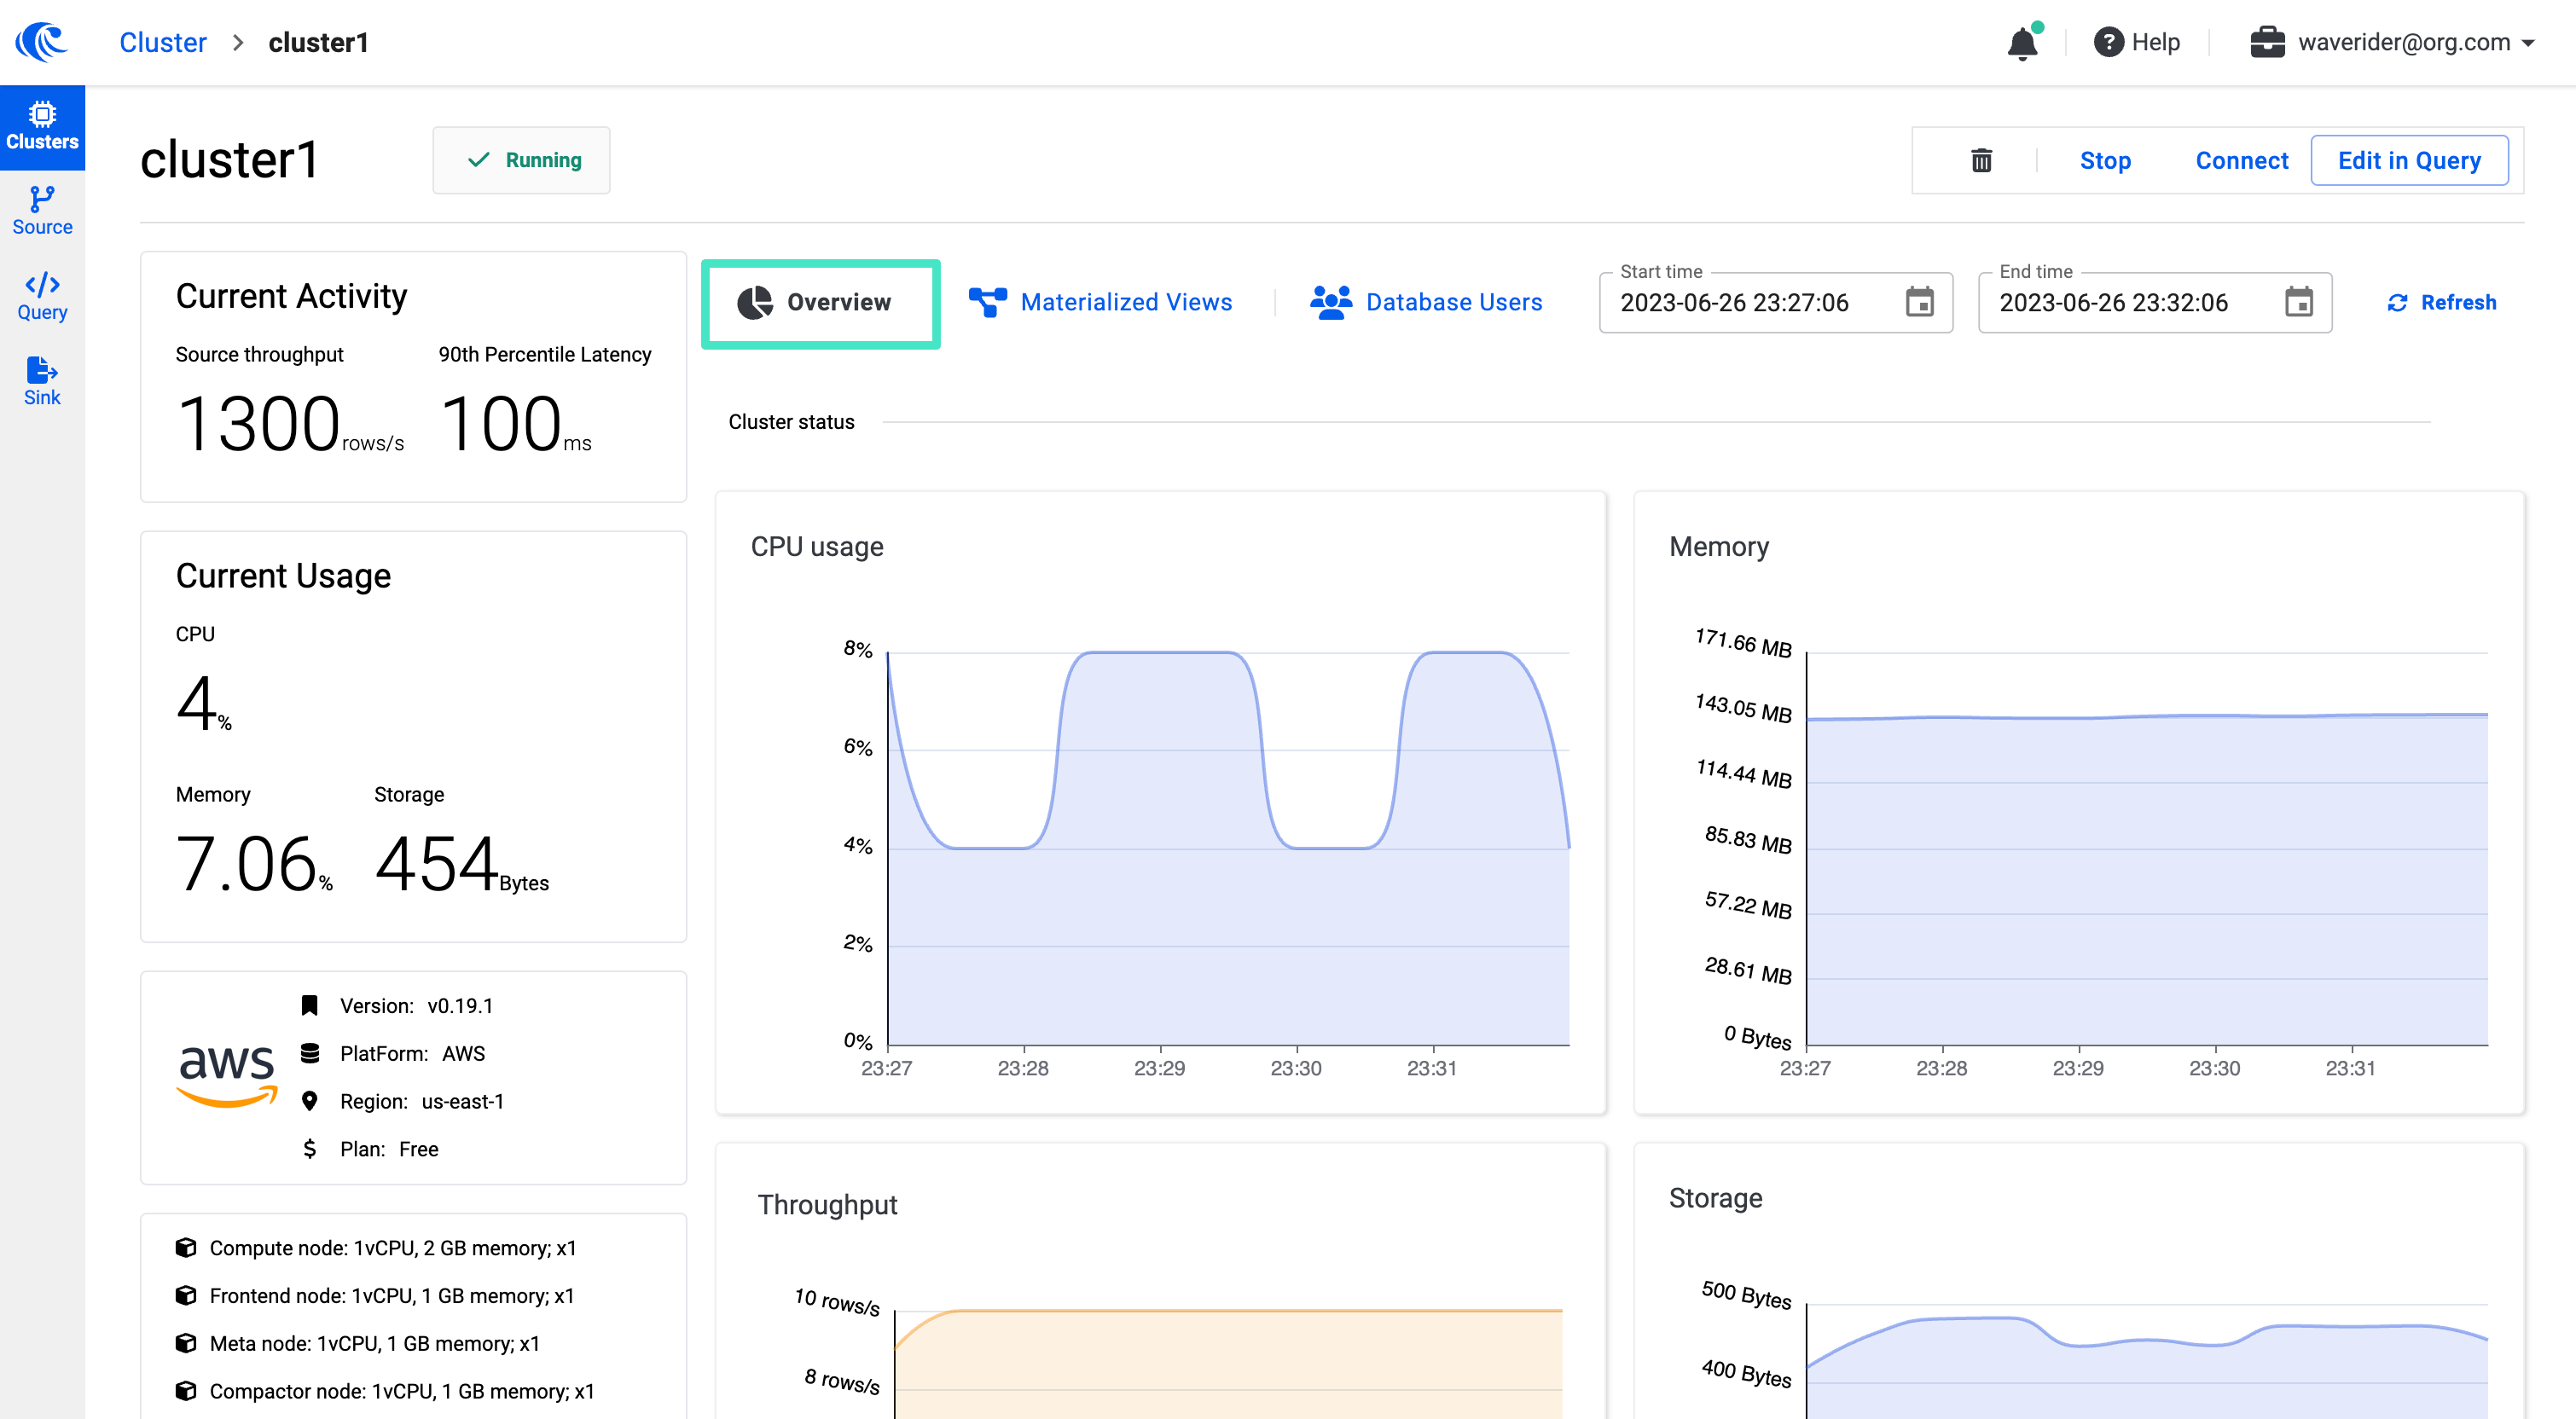 Cluster > cluster1
Help
waverider@org.com
Clusters
Source
Query
Sink
cluster1
Running
Stop
Connect
Edit in Query
Current Activity
Source throughput
90th Percentile Latency
1300 rows/s
100 ms
Current Usage
CPU
4 %
Memory
Storage
7.06 %
454 Bytes
aws
Version: v0.19.1
PlatForm: AWS
Region: us-east-1
$ Plan: Free
Compute node: 1vCPU, 2 GB memory; x1
Frontend node: 1vCPU, 1 GB memory; x1
Meta node: 1vCPU, 1 GB memory; x1
Compactor node: 1vCPU, 1 GB memory; x1
Overview
Materialized Views
Database Users
Start time
2023-06-26 23:27:06
End time
2023-06-26 23:32:06
Refresh
Cluster status
CPU usage
8%
6%
4%
2%
0%
23:27
23:28
23:29
23:30
23:31
Memory
171.66 MB
143.05 MB
114.44 MB
85.83 MB
57.22 MB
28.61 MB
0 Bytes
23:27
23:28
23:29
23:30
23:31
Throughput
10 rows/s
8 rows/s
Storage
500 Bytes
400 Bytes